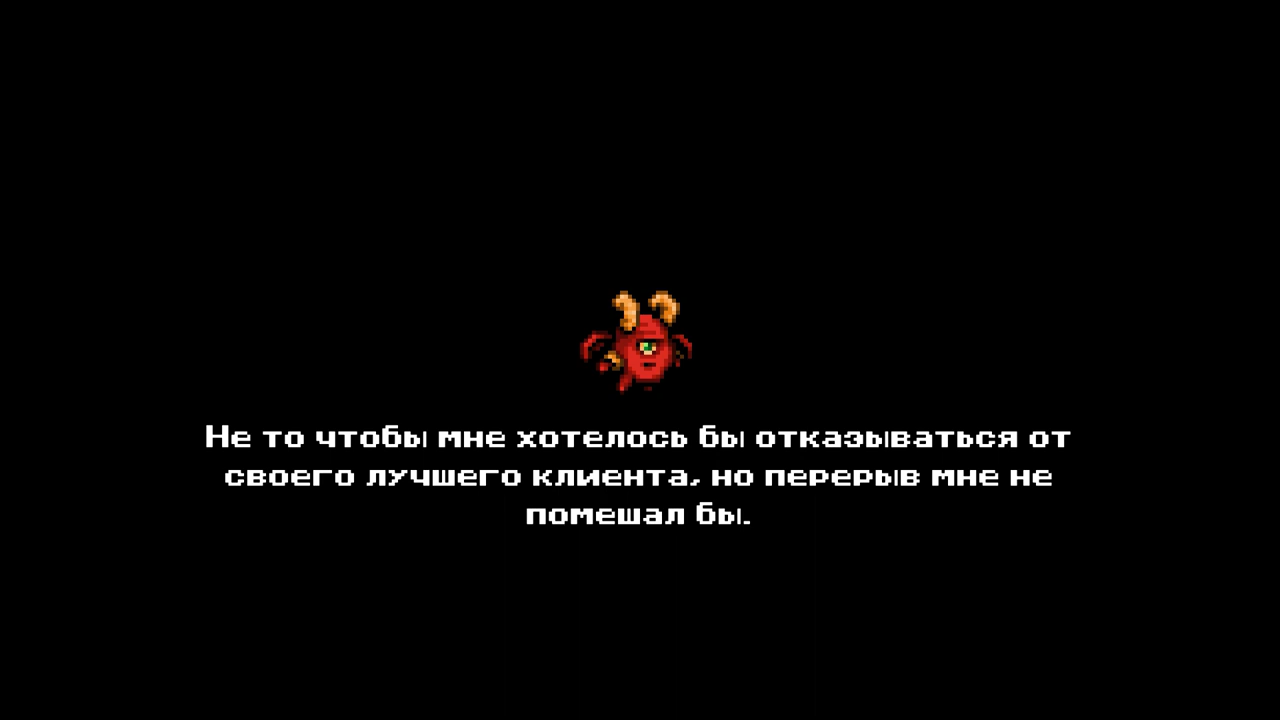 Не то чтобы мне хотелось бы отказываться от
своего лучшего клиента, но перерыв мне не
помешал бы.